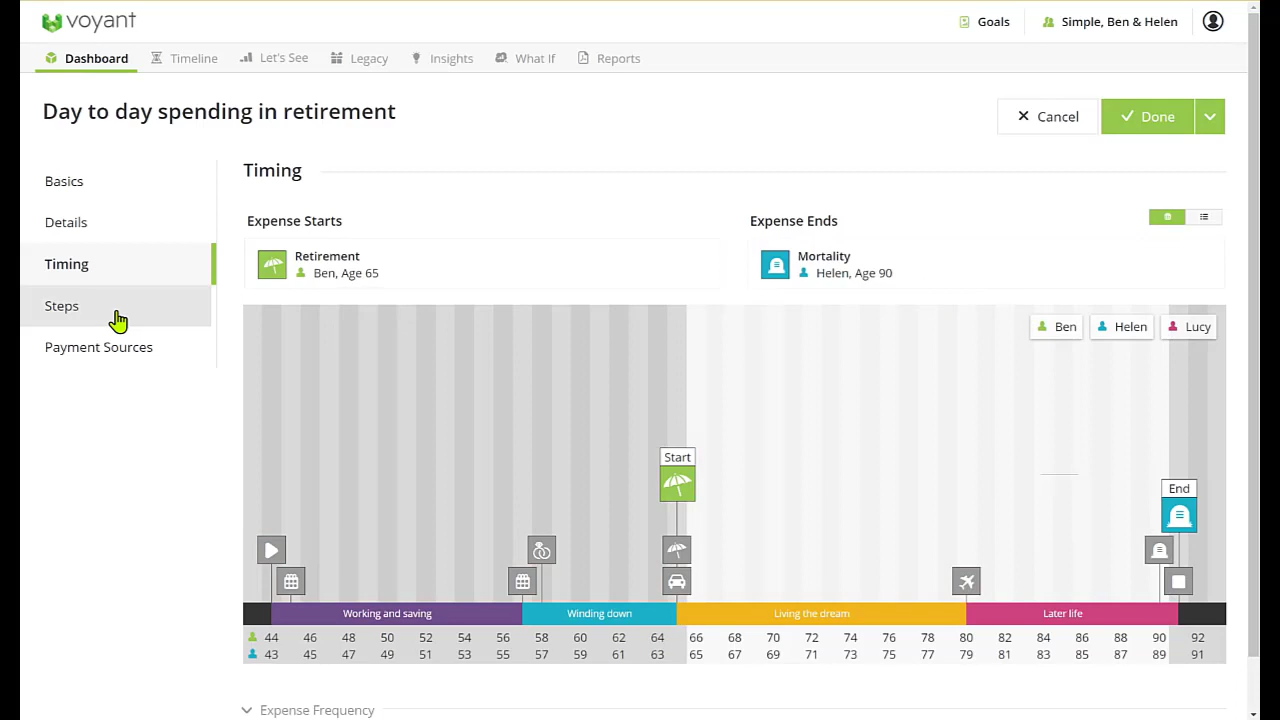 voyant
Goals
Simple, Ben & Helen
Dashboard Timeline Let's See Legacy Insights What If Reports
Day to day spending in retirement
Cancel Done
Basics
Details
Timing
Steps
Payment Sources
Timing
Expense Starts
Retirement
Ben, Age 65
Expense Ends
Mortality
Helen, Age 90
Ben Helen Lucy
Start
End
Working and saving Winding down Living the dream Later life
44 46 48 50 52 54 56 58 60 62 64 66 68 70 72 74 76 78 80 82 84 86 88 90 92
43 45 47 49 51 53 55 57 59 61 63 65 67 69 71 73 75 77 79 81 83 85 87 89 91
Expense Frequency